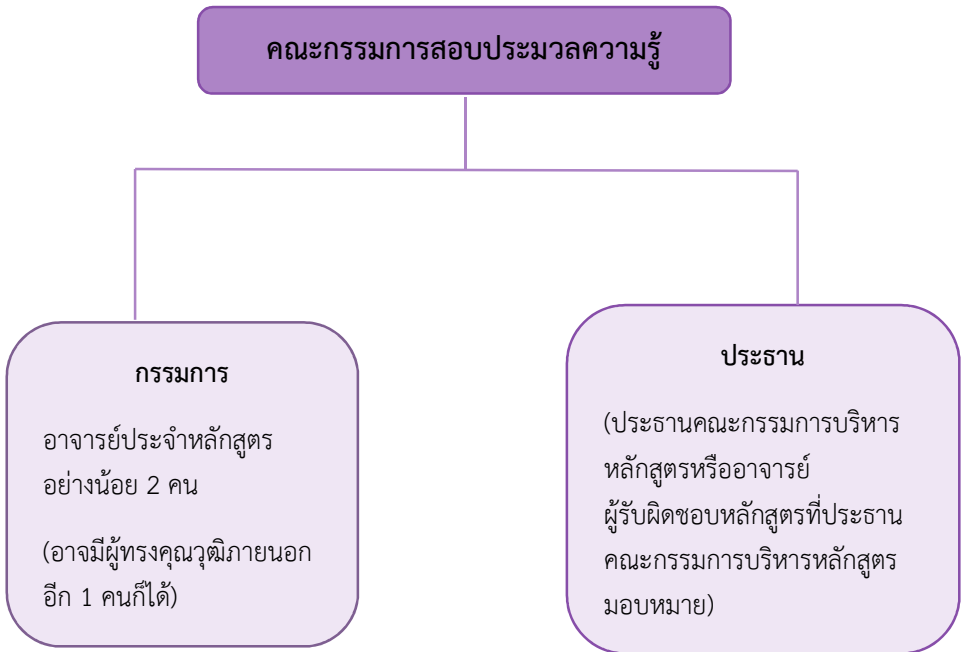 คณะกรรมการสอบประมวลความรู้
กรรมการ
อาจารย์ประจำหลักสูตร
อย่างน้อย 2 คน
(อาจมีผู้ทรงคุณวุฒิภายนอก
อีก 1 คนก็ได้)
ประธาน
(ประธานคณะกรรมการบริหาร
หลักสูตรหรืออาจารย์
ผู้รับผิดชอบหลักสูตรที่ประธาน
คณะกรรมการบริหารหลักสูตร
มอบหมาย)